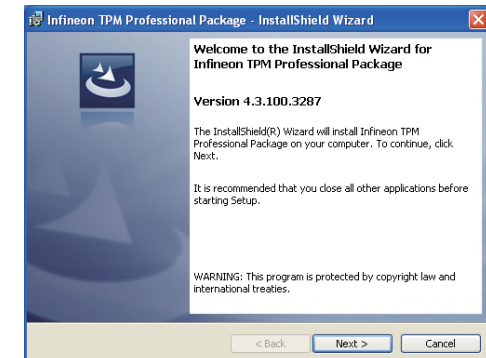 Infineon TPM Professional Package - InstallShield Wizard
Welcome to the InstallShield Wizard for
Infineon TPM Professional Package
Version 4.3.100.3287
The InstallShield(R) Wizard will install Infineon TPM
Professional Package on your computer. To continue, click
Next.
It is recommended that you close all other applications before
starting Setup.
WARNING: This program is protected by copyright law and
international treaties.
< Back Next > Cancel